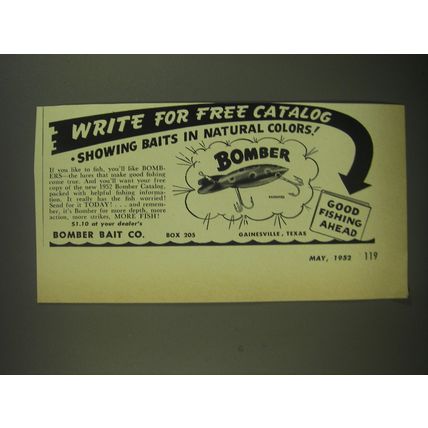 WRITE FOR FREE CATALOG
• SHOWING BAITS IN NATURAL COLORS!
If you like to fish, you'll like BOMB-
ERS—the lures that make good fishing
come true. And you'll want your free
copy of the new 1952 Bomber Catalog,
packed with helpful fishing informa-
tion. It really has the fish worried!
Send for it TODAY! . . . and remem-
ber, it's Bomber for more depth, more
action, more strikes, MORE FISH!
$1.10 at your dealer's
BOMBER
PATENTED
GOOD
FISHING
AHEAD
BOMBER BAIT CO. BOX 205 GAINESVILLE, TEXAS
MAY, 1952 119